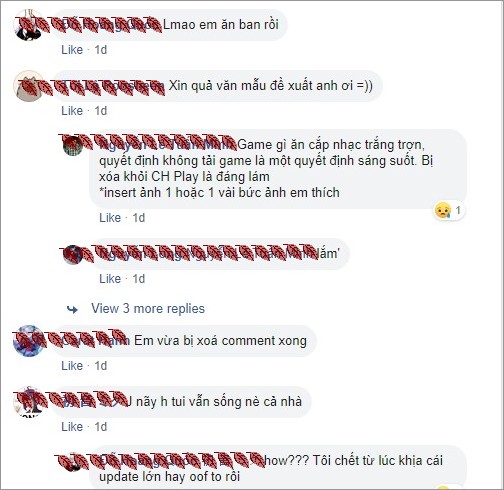 Lmao em ăn ban rồi
Like · 1d
Xin quả văn mẫu đề xuất anh ơi =))
Like · 1d
Game gì ăn cắp nhạc trắng trợn,
quyết định không tải game là một quyết định sáng suốt. Bị
xóa khỏi CH Play là đáng lám
*insert ảnh 1 hoặc 1 vài bức ảnh em thích
1
Like · 1d
lắm'
Like · 1d
View 3 more replies
Em vừa bị xoá comment xong
Like · 1d
nãy h tui vẫn sống nè cả nhà
Like · 1d
how??? Tôi chết từ lúc khịa cái
update lớn hay oof to rồi